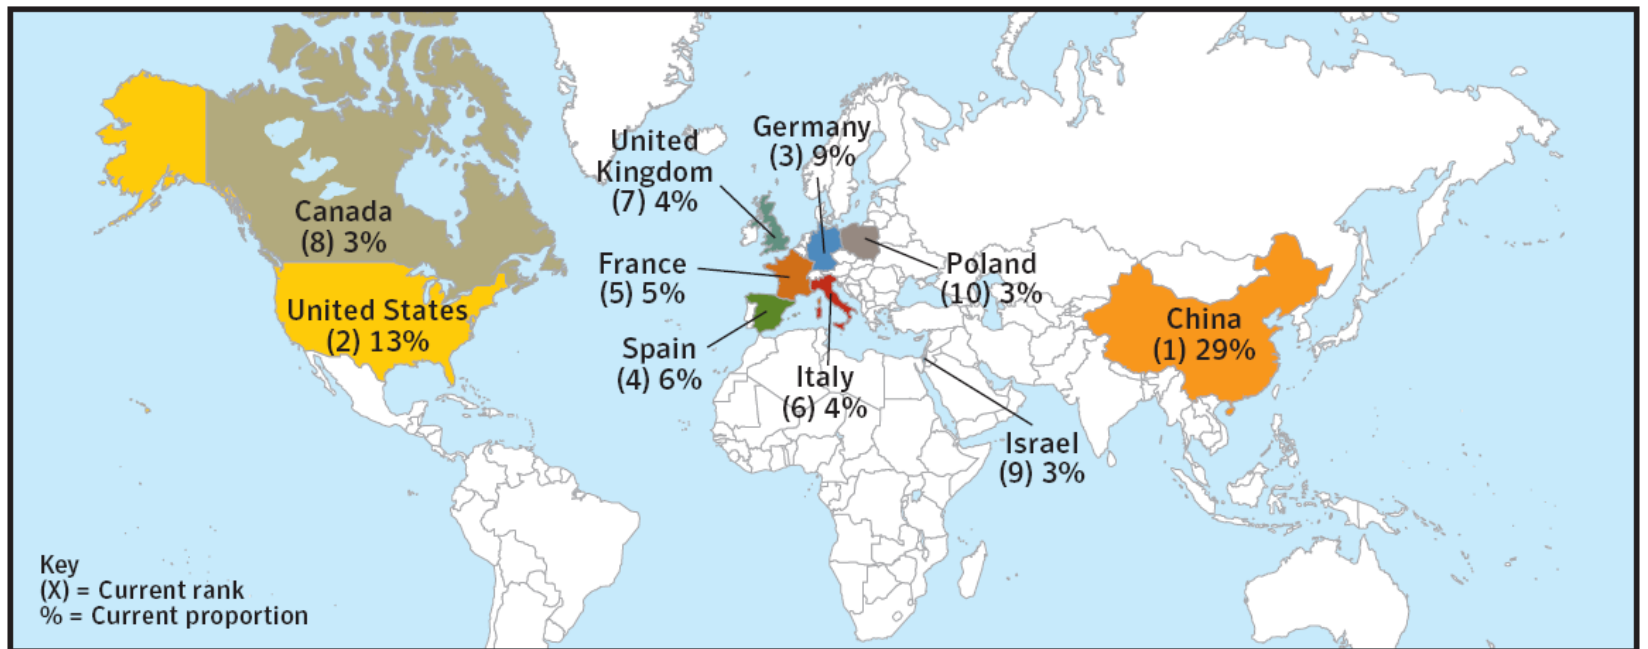 Canada
(8) 3%
United States
(2) 13%
United
Kingdom
(7) 4%
Germany
(3) 9%
France
(5) 5%
Spain
(4) 6%
Italy
(6) 4%
Poland
(10) 3%
Israel
(9) 3%
China
(1) 29%
Key
(X) = Current rank
% = Current proportion